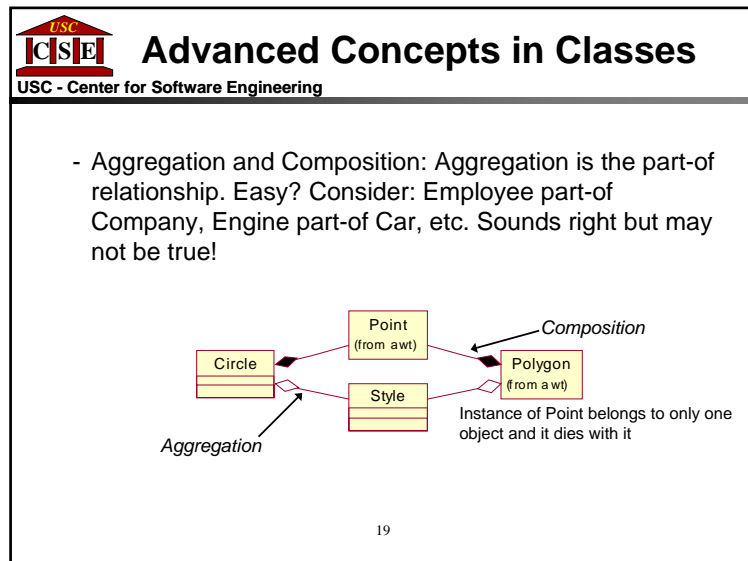 USC
C S E
Advanced Concepts in Classes
USC - Center for Software Engineering
- Aggregation and Composition: Aggregation is the part-of
relationship. Easy? Consider: Employee part-of
Company, Engine part-of Car, etc. Sounds right but may
not be true!
Point
(from awt)
Composition
Circle
Polygon
(from awt)
Style
Instance of Point belongs to only one
object and it dies with it
Aggregation
19